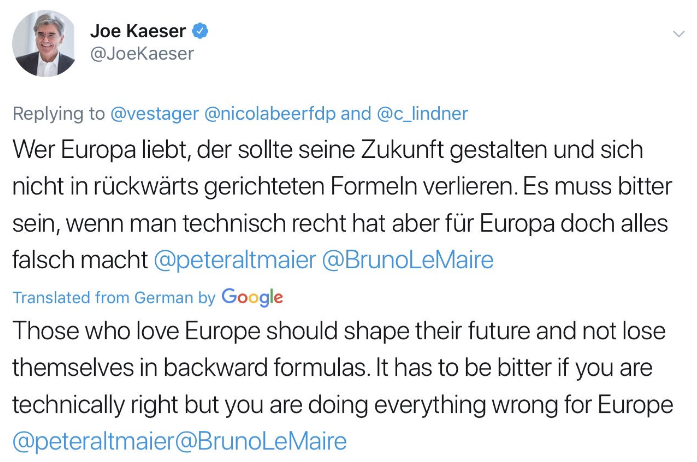 Joe Kaeser
@JoeKaeser
Replying to @vestager @nicolabeerfdp and @c_lindner
Wer Europa liebt, der sollte seine Zukunft gestalten und sich
nicht in rückwärts gerichteten Formeln verlieren. Es muss bitter
sein, wenn man technisch recht hat aber für Europa doch alles
falsch macht @peteraltmaier @BrunoLeMaire
Translated from German by Google
Those who love Europe should shape their future and not lose
themselves in backward formulas. It has to be bitter if you are
technically right but you are doing everything wrong for Europe
@peteraltmaier@BrunoLeMaire